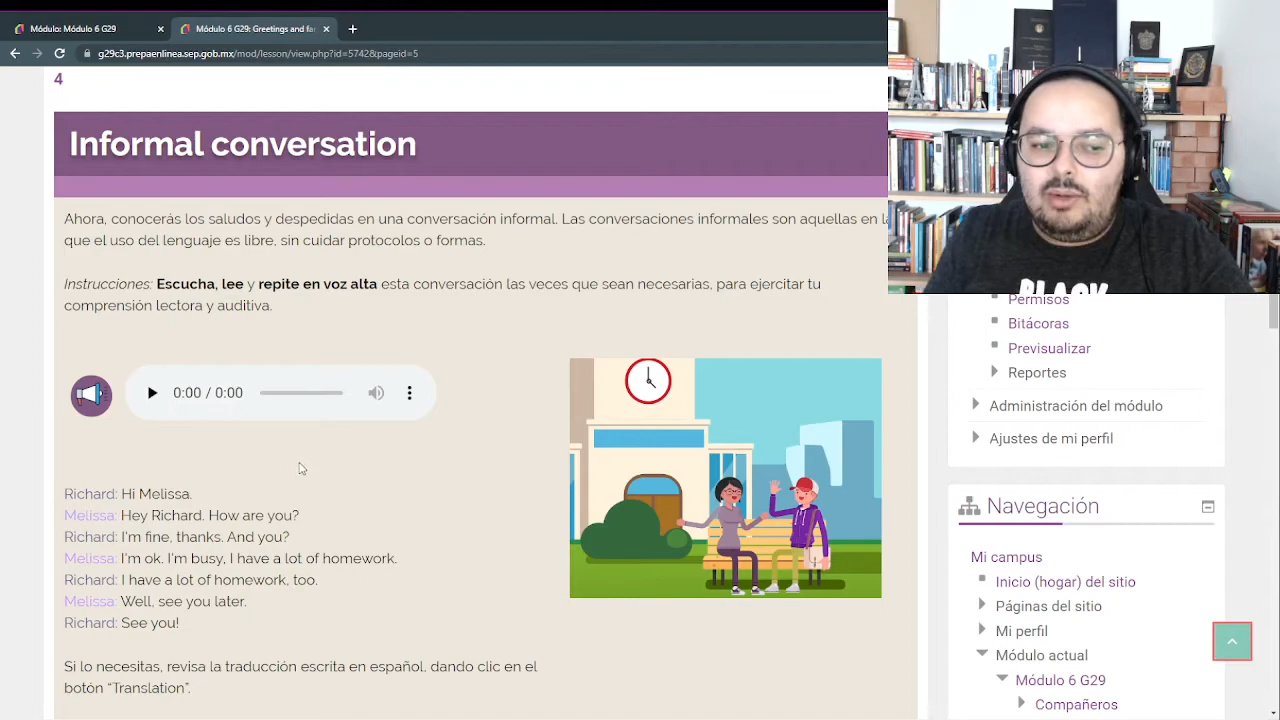 Módulo: Módulo 6 G29
Módulo 6 G29: Greetings and fa
g29c3.prepaenlinea.sep.gob.mx/mod/lesson/view.php?id=5742&pageid=5
4
Informal conversation
Ahora, conocerás los saludos y despedidas en una conversación informal. Las conversaciones informales son aquellas en la
que el uso del lenguaje es libre, sin cuidar protocolos o formas.
Instrucciones: Escucha, lee y repite en voz alta esta conversación las veces que sean necesarias, para ejercitar tu
comprensión lectora y auditiva.
0:00 / 0:00
Richard: Hi Melissa.
Melissa: Hey Richard. How are you?
Richard: I'm fine, thanks. And you?
Melissa: I'm ok. I'm busy, I have a lot of homework.
Richard: I have a lot of homework, too.
Melissa: Well, see you later.
Richard: See you!
Si lo necesitas, revisa la traducción escrita en español, dando clic en el
botón “Translation”.
BLACK
Permisos
Bitácoras
Previsualizar
Reportes
Administración del módulo
Ajustes de mi perfil
Navegación
Mi campus
Inicio (hogar) del sitio
Páginas del sitio
Mi perfil
Módulo actual
Módulo 6 G29
Compañeros